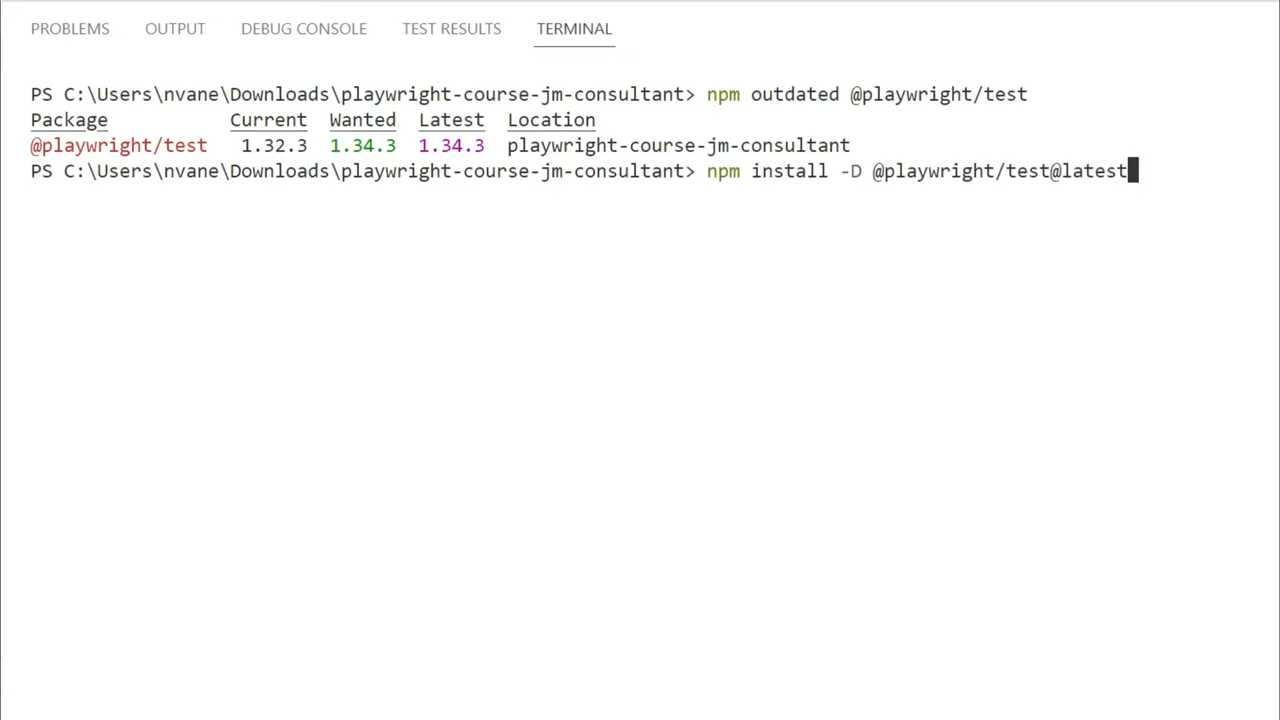 PROBLEMS OUTPUT DEBUG CONSOLE TEST RESULTS TERMINAL
PS C:\Users\nvane\Downloads\playwright-course-jm-consultant> npm outdated @playwright/test
Package Current Wanted Latest Location
@playwright/test 1.32.3 1.34.3 1.34.3 playwright-course-jm-consultant
PS C:\Users\nvane\Downloads\playwright-course-jm-consultant> npm install -D @playwright/test@latest